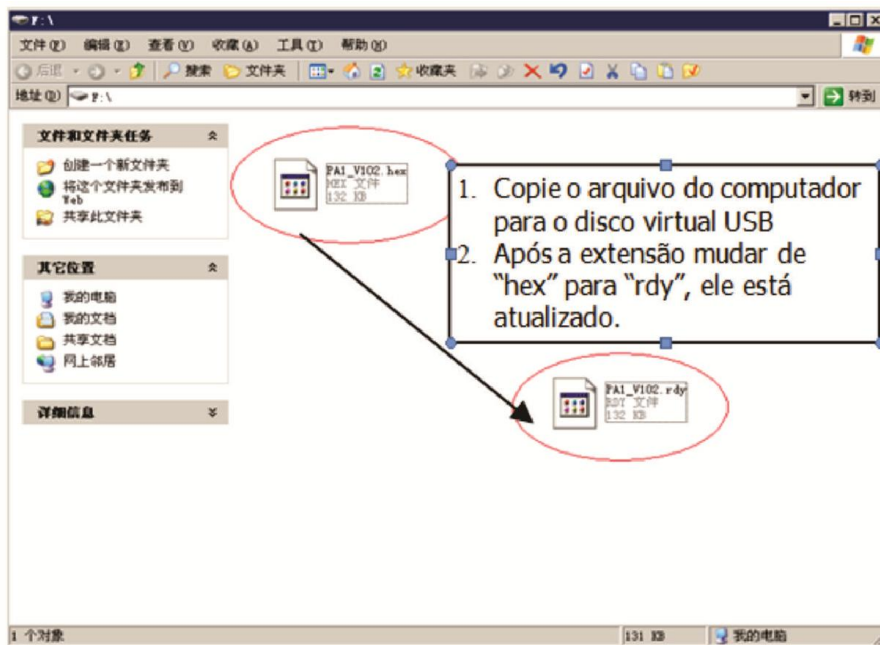 F:\
文件(F) 编辑(E) 查看(V) 收藏(A) 工具(T) 帮助(H)
后退 搜索 文件夹 收藏夹
地址(D) F:\ 转到
文件和文件夹任务
创建一个新文件夹
将这个文件夹发布到
Web
共享此文件夹
其它位置
我的电脑
我的文档
共享文档
网上邻居
详细信息
PA1_V102.hex
HEX 文件
132 KB
1. Copie o arquivo do computador
para o disco virtual USB
2. Após a extensão mudar de
“hex” para “rdy”, ele está
atualizado.
PA1_V102.rdy
RDY 文件
132 KB
1 个对象 131 KB 我的电脑